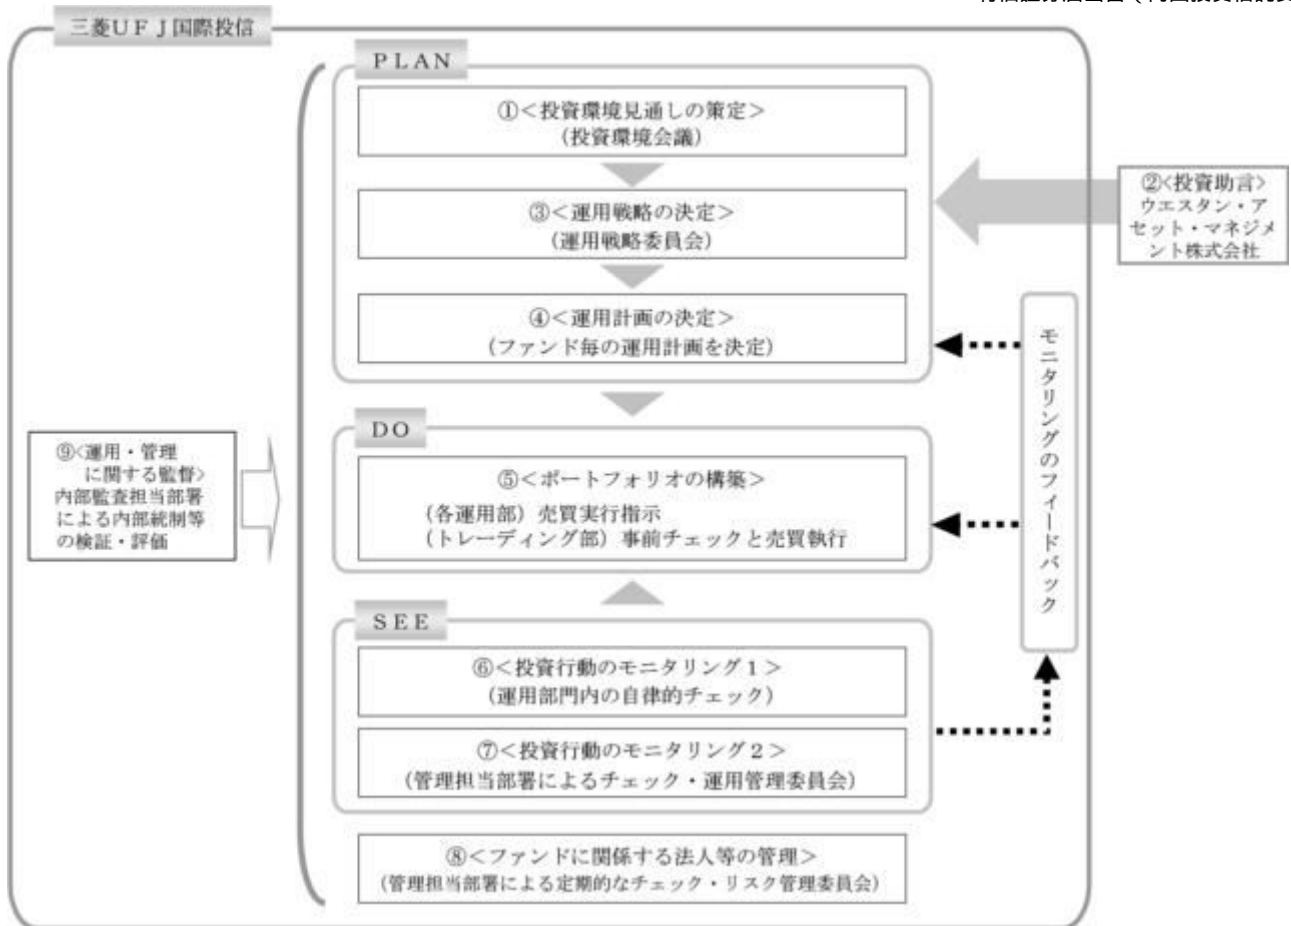 三菱ＵＦＪ国際投信
ＰＬＡＮ
①＜投資環境見通しの策定＞
（投資環境会議）
②<投資助言>
ウエスタン・ア
セット・マネジメ
ント株式会社
③＜運用戦略の決定＞
（運用戦略委員会）
④＜運用計画の決定＞
（ファンド毎の運用計画を決定）
モニタリングのフィードバック
ＤＯ
⑤＜ポートフォリオの構築＞
（各運用部）売買実行指示
（トレーディング部）事前チェックと売買執行
⑨<運用・管理
に関する監督>
内部監査担当部署
による内部統制等
の検証・評価
ＳＥＥ
⑥＜投資行動のモニタリング１＞
（運用部門内の自律的チェック）
⑦＜投資行動のモニタリング２＞
（管理担当部署によるチェック・運用管理委員会）
⑧＜ファンドに関係する法人等の管理＞
（管理担当部署による定期的なチェック・リスク管理委員会）